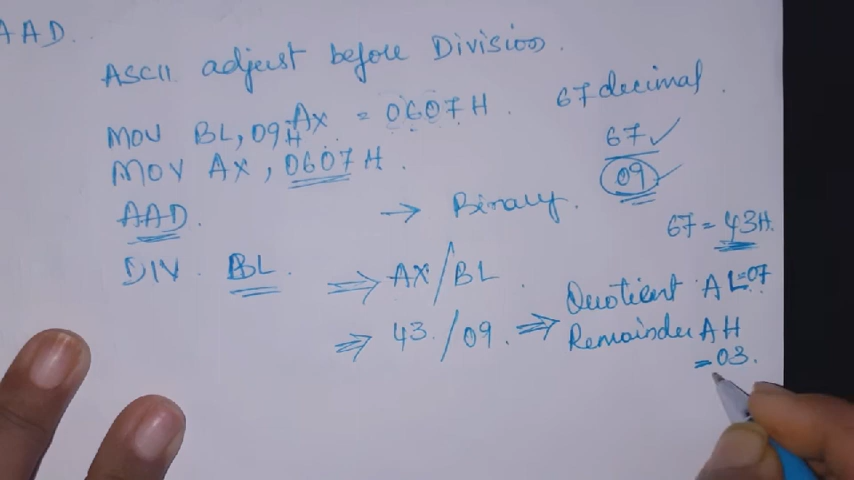 AAD.
ASCII adjust before Division.
MOV BL, 09H
AX = 0607H.
67 decimal.
MOV AX, 0607H.
67
09
AAD.
→ Binary.
67 = 43H.
DIV BL.
⇒ AX/BL
⇒ 43/09. ⇒
Quotient AL=07
Remainder AH
=03.